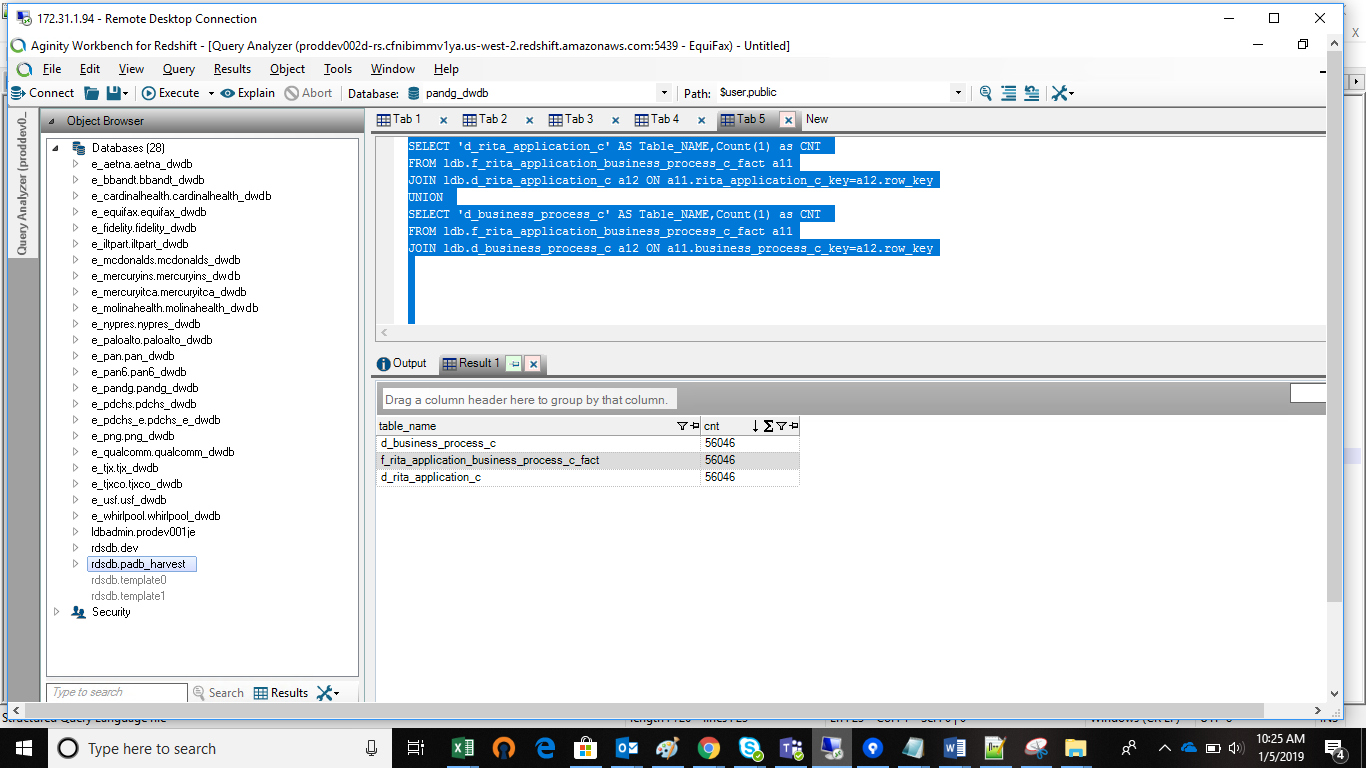 172.31.1.94 - Remote Desktop Connection
Aginity Workbench for Redshift - [Query Analyzer (proddev002d-rs.cfnibimmv1ya.us-west-2.redshift.amazonaws.com:5439 - EquiFax) - Untitled]
File Edit View Query Results Object Tools Window Help
Connect Execute Explain Abort Database: pandg_dwdb Path: $user,public
Query Analyzer (proddev0...
Object Browser
Databases (28)
e_aetna.aetna_dwdb
e_bbandt.bbandt_dwdb
e_cardinalhealth.cardinalhealth_dwdb
e_equifax.equifax_dwdb
e_fidelity.fidelity_dwdb
e_iltpart.iltpart_dwdb
e_mcdonalds.mcdonalds_dwdb
e_mercuryins.mercuryins_dwdb
e_mercuryitca.mercuryitca_dwdb
e_molinahealth.molinahealth_dwdb
e_nypres.nypres_dwdb
e_paloalto.paloalto_dwdb
e_pan.pan_dwdb
e_pan6.pan6_dwdb
e_pandg.pandg_dwdb
e_pdchs.pdchs_dwdb
e_pdchs_e.pdchs_e_dwdb
e_png.png_dwdb
e_qualcomm.qualcomm_dwdb
e_tjx.tjx_dwdb
e_tjxco.tjxco_dwdb
e_usf.usf_dwdb
e_whirlpool.whirlpool_dwdb
ldbadmin.prodev001je
rdsdb.dev
rdsdb.padb_harvest
rdsdb.template0
rdsdb.template1
Security
Type to search Search Results
Tab 1 Tab 2 Tab 3 Tab 4 Tab 5 New
SELECT 'd_rita_application_c' AS Table_NAME,Count(1) as CNT
FROM ldb.f_rita_application_business_process_c_fact a11
JOIN ldb.d_rita_application_c a12 ON a11.rita_application_c_key=a12.row_key
UNION
SELECT 'd_business_process_c' AS Table_NAME,Count(1) as CNT
FROM ldb.f_rita_application_business_process_c_fact a11
JOIN ldb.d_business_process_c a12 ON a11.business_process_c_key=a12.row_key
Output Result 1
Drag a column header here to group by that column.
table_name cnt
d_business_process_c 56046
f_rita_application_business_process_c_fact 56046
d_rita_application_c 56046
Type here to search
10:25 AM
1/5/2019
4